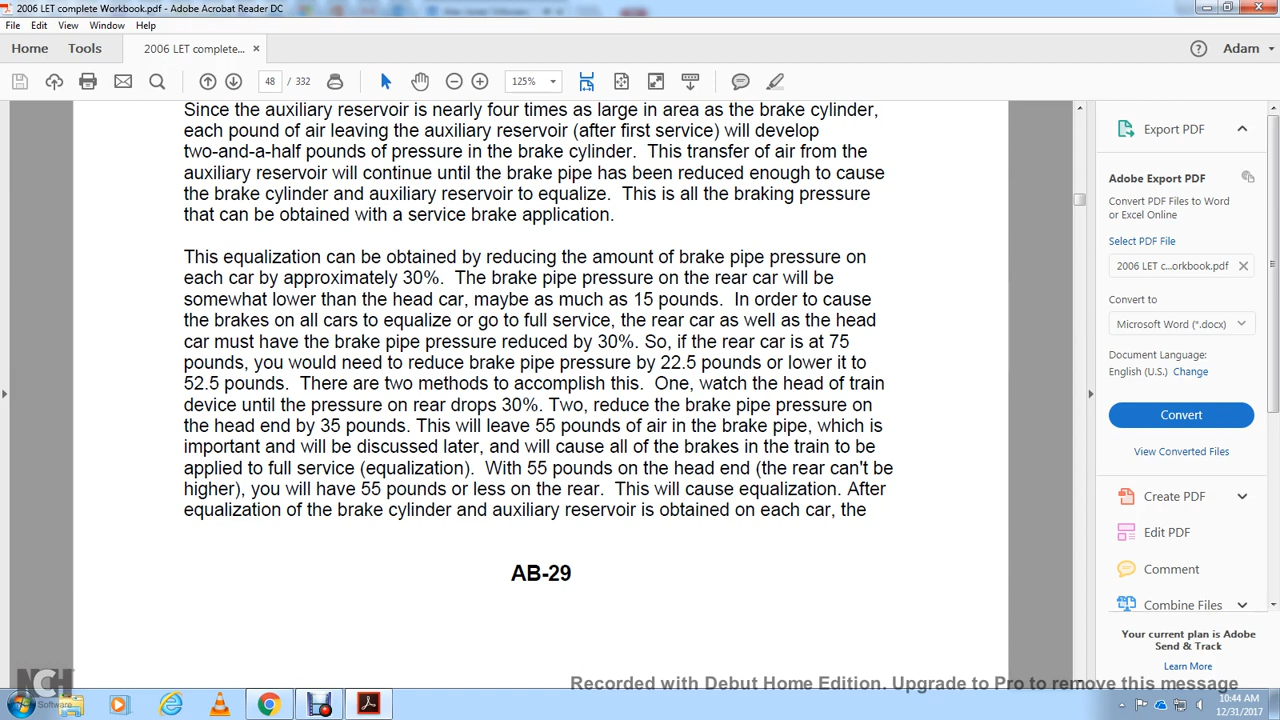 2006 LET complete Workbook.pdf - Adobe Acrobat Reader DC
File Edit View Window Help
Home Tools 2006 LET complete... × Adam
48 / 332 125%
Since the auxiliary reservoir is nearly four times as large in area as the brake cylinder,
each pound of air leaving the auxiliary reservoir (after first service) will develop
two-and-a-half pounds of pressure in the brake cylinder. This transfer of air from the
auxiliary reservoir will continue until the brake pipe has been reduced enough to cause
the brake cylinder and auxiliary reservoir to equalize. This is all the braking pressure
that can be obtained with a service brake application.
This equalization can be obtained by reducing the amount of brake pipe pressure on
each car by approximately 30%. The brake pipe pressure on the rear car will be
somewhat lower than the head car, maybe as much as 15 pounds. In order to cause
the brakes on all cars to equalize or go to full service, the rear car as well as the head
car must have the brake pipe pressure reduced by 30%. So, if the rear car is at 75
pounds, you would need to reduce brake pipe pressure by 22.5 pounds or lower it to
52.5 pounds. There are two methods to accomplish this. One, watch the head of train
device until the pressure on rear drops 30%. Two, reduce the brake pipe pressure on
the head end by 35 pounds. This will leave 55 pounds of air in the brake pipe, which is
important and will be discussed later, and will cause all of the brakes in the train to be
applied to full service (equalization). With 55 pounds on the head end (the rear can't be
higher), you will have 55 pounds or less on the rear. This will cause equalization. After
equalization of the brake cylinder and auxiliary reservoir is obtained on each car, the
AB-29
Export PDF
Adobe Export PDF
Convert PDF Files to Word
or Excel Online
Select PDF File
2006 LET c...orkbook.pdf
Convert to
Microsoft Word (*.docx)
Document Language:
English (U.S.) Change
Convert
View Converted Files
Create PDF
Edit PDF
Comment
Combine Files
Your current plan is Adobe
Send & Track
Learn More
NCH
Software
Recorded with Debut Home Edition. Upgrade to Pro to remove this message
10:44 AM
12/31/2017